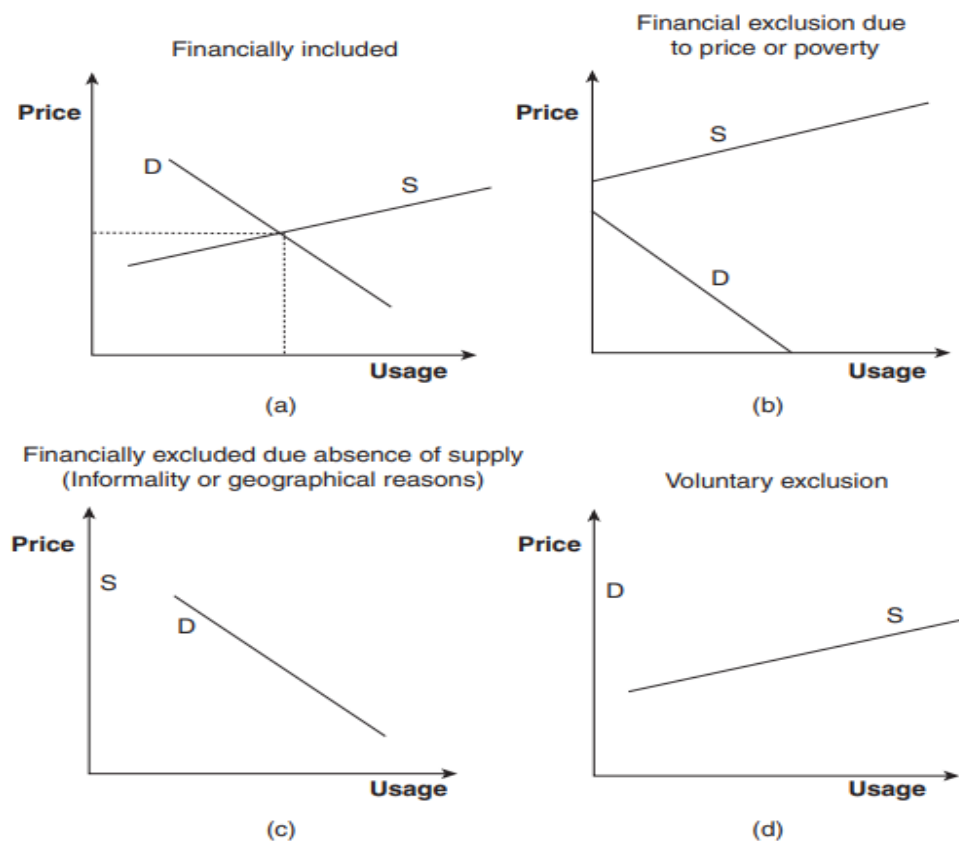 Financially included
Price
D
S
Usage
(a)
Financial exclusion due
to price or poverty
Price
S
D
Usage
(b)
Financially excluded due absence of supply
(Informality or geographical reasons)
Price
S
D
Usage
(c)
Voluntary exclusion
Price
D
S
Usage
(d)